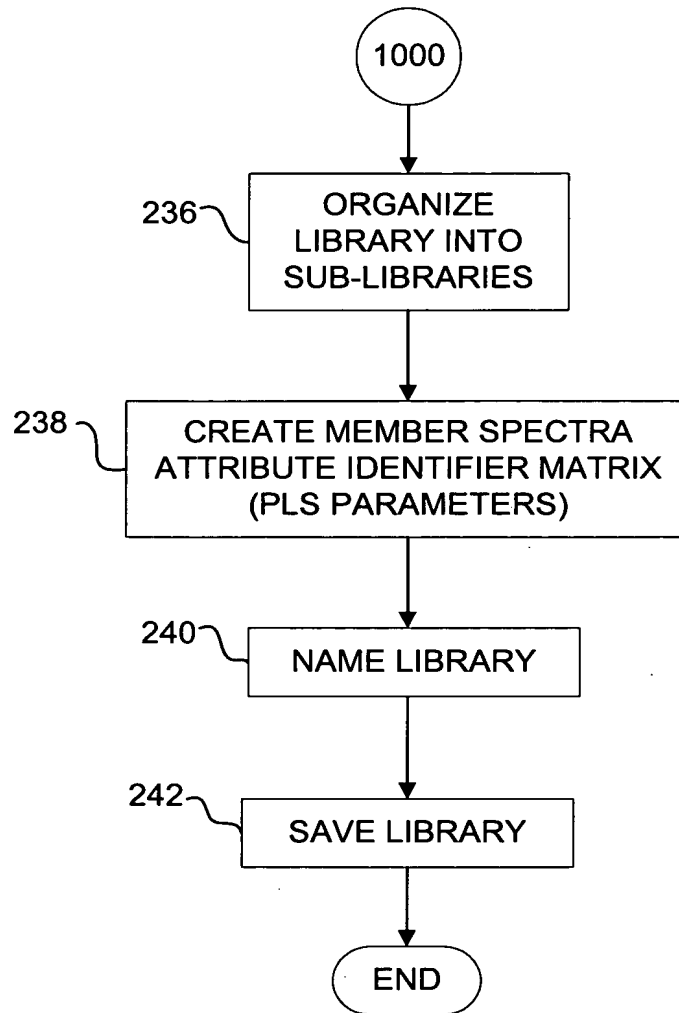 1000
236
ORGANIZE
LIBRARY INTO
SUB-LIBRARIES
238
CREATE MEMBER SPECTRA
ATTRIBUTE IDENTIFIER MATRIX
(PLS PARAMETERS)
240
NAME LIBRARY
242
SAVE LIBRARY
END